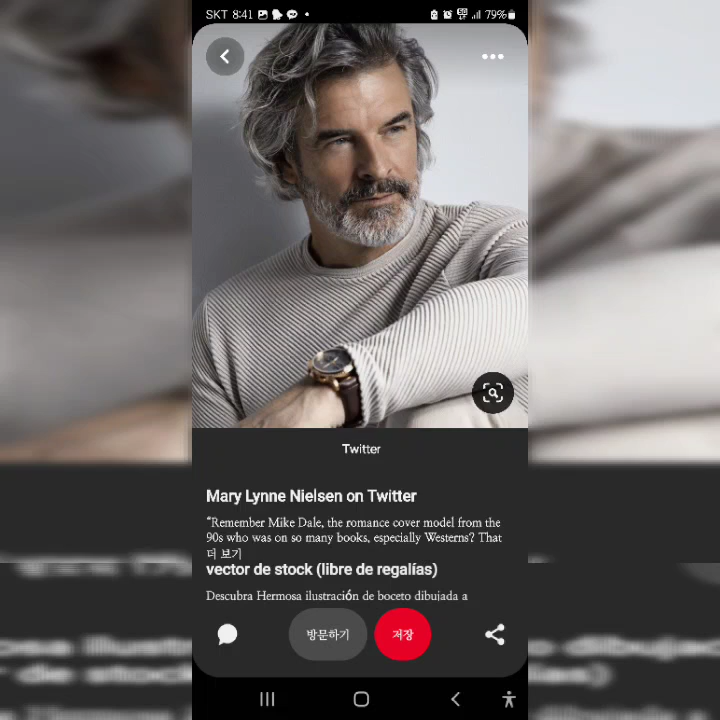 SKT 8:41
79%
Twitter
Mary Lynne Nielsen on Twitter
“Remember Mike Dale, the romance cover model from the
90s who was on so many books, especially Westerns? That
더 보기
vector de stock (libre de regalías)
Descubra Hermosa ilustración de boceto dibujada a
방문하기 저장